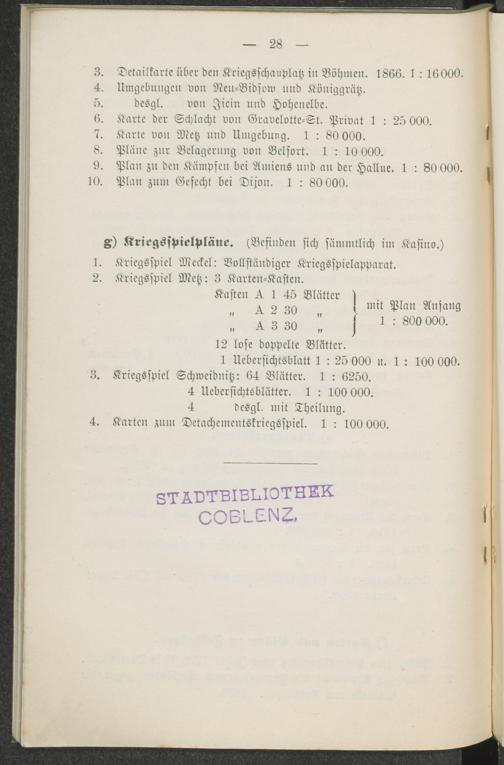 — 28 —
3. Detailkarte über den Kriegsschauplatz in Böhmen. 1866. 1 : 16 000.
4. Umgebungen von Neu-Bidsow und Königgrätz.
5. desgl. von Jicin und Hohenelbe.
6. Karte der Schlacht von Gravelotte-St. Privat 1 : 25 000.
7. Karte von Metz und Umgebung. 1 : 80 000.
8. Pläne zur Belagerung von Belfort. 1 : 10 000.
9. Plan zu den Kämpfen bei Amiens und an der Hallue. 1 : 80 000.
10. Plan zum Gefecht bei Dijon. 1 : 80 000.
g) Kriegsspielpläne. (Befinden sich sämmtlich im Kasino.)
1. Kriegsspiel Meckel: Vollständiger Kriegsspielapparat.
2. Kriegsspiel Metz: 3 Karten-Kasten.
Kasten A 1 45 Blätter
„ A 2 30 „
„ A 3 30 „
mit Plan Anfang
1 : 800 000.
12 lose doppelte Blätter.
1 Uebersichtsblatt 1 : 25 000 u. 1 : 100 000.
3. Kriegsspiel Schweidnitz: 64 Blätter. 1 : 6250.
4 Uebersichtsblätter. 1 : 100 000.
4 desgl. mit Theilung.
4. Karten zum Detachementskriegsspiel. 1 : 100 000.
STADTBIBLIOTHEK
COBLENZ,